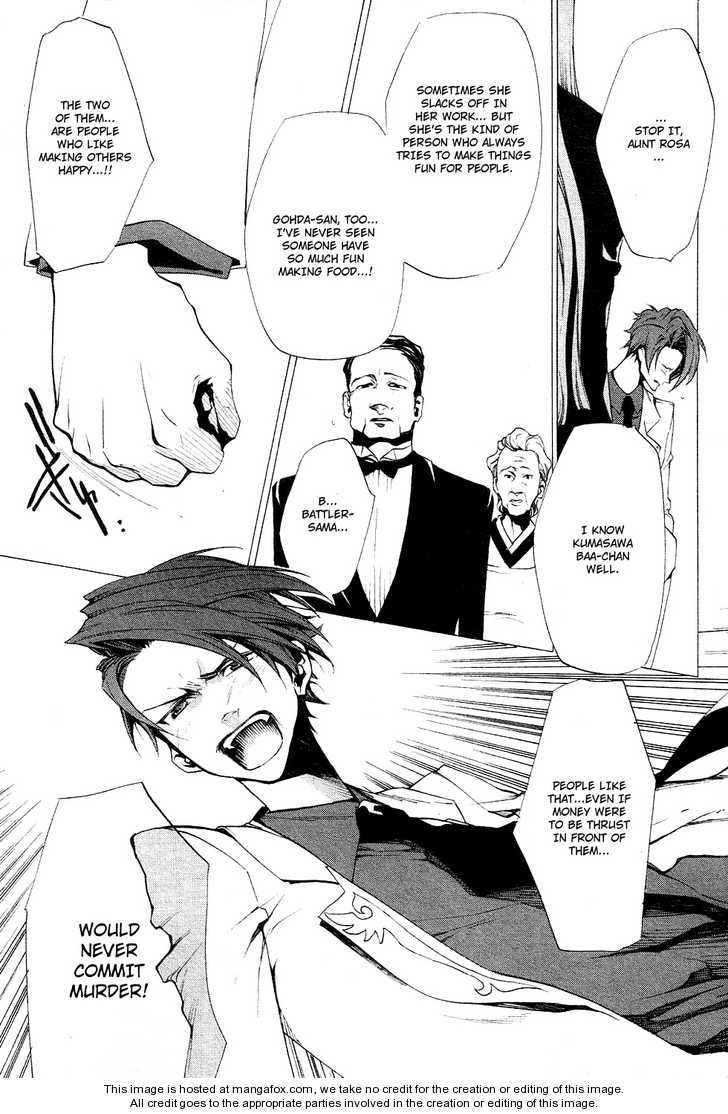 ...
STOP IT,
AUNT ROSA
...
I KNOW
KUMASAWA
BAA-CHAN
WELL.
SOMETIMES SHE
SLACKS OFF IN
HER WORK... BUT
SHE'S THE KIND OF
PERSON WHO ALWAYS
TRIES TO MAKE THINGS
FUN FOR PEOPLE.
GOHDA-SAN, TOO...
I'VE NEVER SEEN
SOMEONE HAVE
SO MUCH FUN
MAKING FOOD...!
B...
BATTLER-
SAMA...
THE TWO
OF THEM...
ARE PEOPLE
WHO LIKE
MAKING OTHERS
HAPPY...!!
PEOPLE LIKE
THAT...EVEN IF
MONEY WERE
TO BE THRUST
IN FRONT OF
THEM...
WOULD
NEVER
COMMIT
MURDER!
This image is hosted at mangafox.com, we take no credit for the creation or editing of this image.
All credit goes to the appropriate parties involved in the creation or editing of this image.